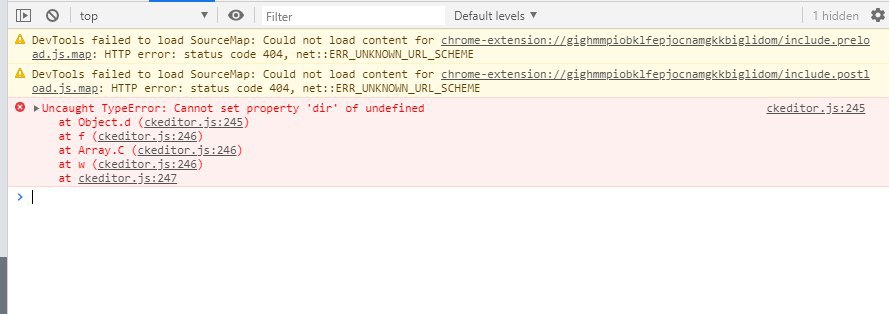 top ▼ Filter Default levels ▼ 1 hidden
DevTools failed to load SourceMap: Could not load content for chrome-extension://gighmmpiobklfepjocnamgkkbiglidom/include.prelo
ad.js.map: HTTP error: status code 404, net::ERR_UNKNOWN_URL_SCHEME
DevTools failed to load SourceMap: Could not load content for chrome-extension://gighmmpiobklfepjocnamgkkbiglidom/include.postl
oad.js.map: HTTP error: status code 404, net::ERR_UNKNOWN_URL_SCHEME
▶Uncaught TypeError: Cannot set property 'dir' of undefined ckeditor.js:245
at Object.d (ckeditor.js:245)
at f (ckeditor.js:246)
at Array.C (ckeditor.js:246)
at w (ckeditor.js:246)
at ckeditor.js:247
>